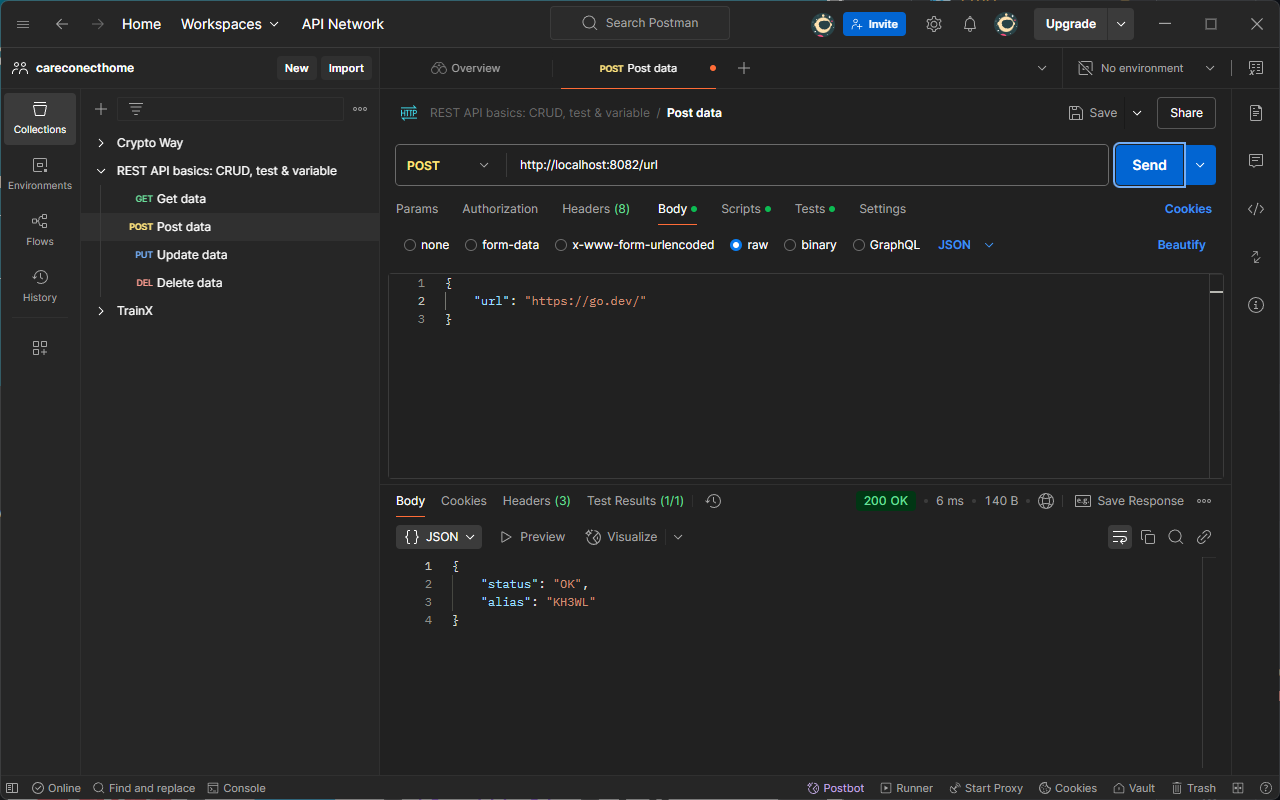 Home Workspaces API Network Search Postman Invite Upgrade
careconecthome New Import Overview POST Post data No environment
Collections
Environments
Flows
History
Crypto Way
REST API basics: CRUD, test & variable
GET Get data
POST Post data
PUT Update data
DEL Delete data
TrainX
HTTP REST API basics: CRUD, test & variable / Post data Save Share
POST http://localhost:8082/url Send
Params Authorization Headers (8) Body Scripts Tests Settings Cookies
none form-data x-www-form-urlencoded raw binary GraphQL JSON Beautify
1 {
2 "url": "https://go.dev/"
3 }
Body Cookies Headers (3) Test Results (1/1) 200 OK 6 ms 140 B e.g. Save Response
{} JSON Preview Visualize
1 {
2 "status": "OK",
3 "alias": "KH3WL"
4 }
Online Find and replace Console Postbot Runner Start Proxy Cookies Vault Trash